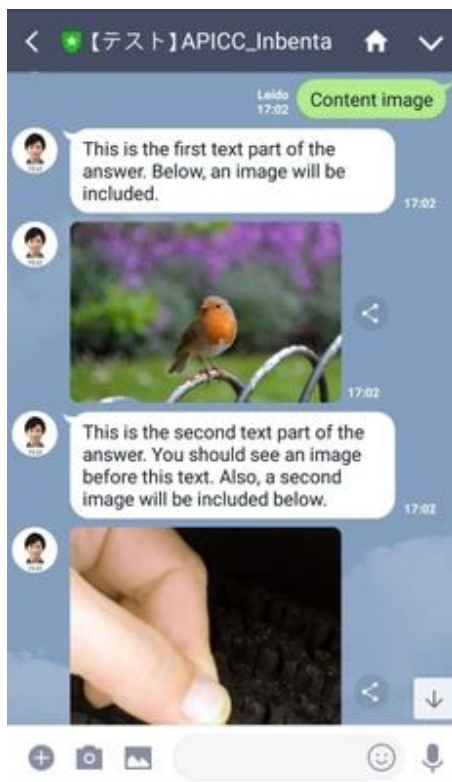 【テスト】APICC_Inbenta
Leído
17:02
Content image
This is the first text part of the
answer. Below, an image will be
included.
17:02
17:02
This is the second text part of the
answer. You should see an image
before this text. Also, a second
image will be included below.
17:02